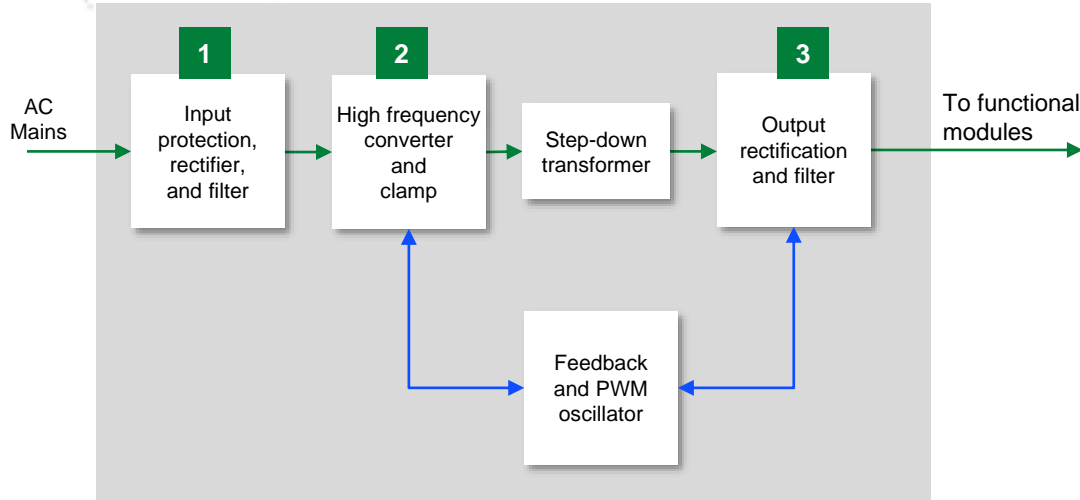 1
2
3
AC
Mains
Input
protection,
rectifier,
and filter
High frequency
converter
and
clamp
Step-down
transformer
Output
rectification
and filter
To functional
modules
Feedback
and PWM
oscillator